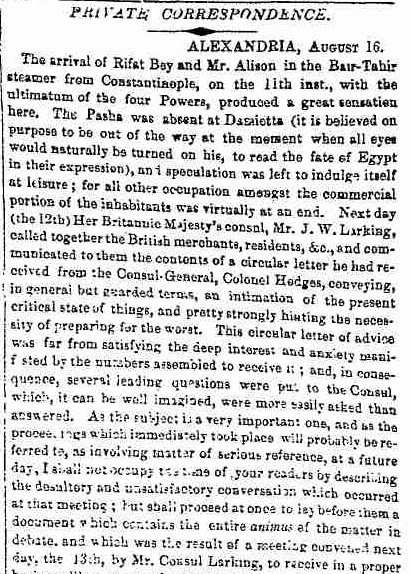 PRIVATE CORRESPONDENCE.
ALEXANDRIA, AUGUST 16.
The arrival of Rifat Bey and Mr. Alison in the Bair-Tahir
steamer from Constantinople, on the 11th inst., with the
ultimatum of the four Powers, produced a great sensation
here. The Pasha was absent at Damietta (it is believed on
purpose to be out of the way at the moment when all eyes
would naturally be turned on his, to read the fate of Egypt
in their expression), and speculation was left to indulge itself
at leisure; for all other occupation amongst the commercial
portion of the inhabitants was virtually at an end. Next day
(the 12th) Her Britannic Majesty's consul, Mr. J. W. Larking,
called together the British merchants, residents, &c., and com-
municated to them the contents of a circular letter he had re-
ceived from the Consul-General, Colonel Hodges, conveying,
in general but guarded terms, an intimation of the present
critical state of things, and pretty strongly hinting the neces-
sity of preparing for the worst. This circular letter of advice
was far from satisfying the deep interest and anxiety mani-
fested by the numbers assembled to receive it; and, in conse-
quence, several leading questions were put to the Consul,
which, it can be well imagined, were more easily asked than
answered. As the subject is a very important one, and as the
proceedings which immediately took place will probably be re-
ferred to, as involving matter of serious reference, at a future
day, I shall not occupy the time of your readers by describing
the desultory and unsatisfactory conversation which occurred
at that meeting; but shall proceed at once to lay before them a
document which contains the entire animus of the matter in
debate, and which was the result of a meeting convened next
day, the 13th, by Mr. Consul Larking, to receive in a proper